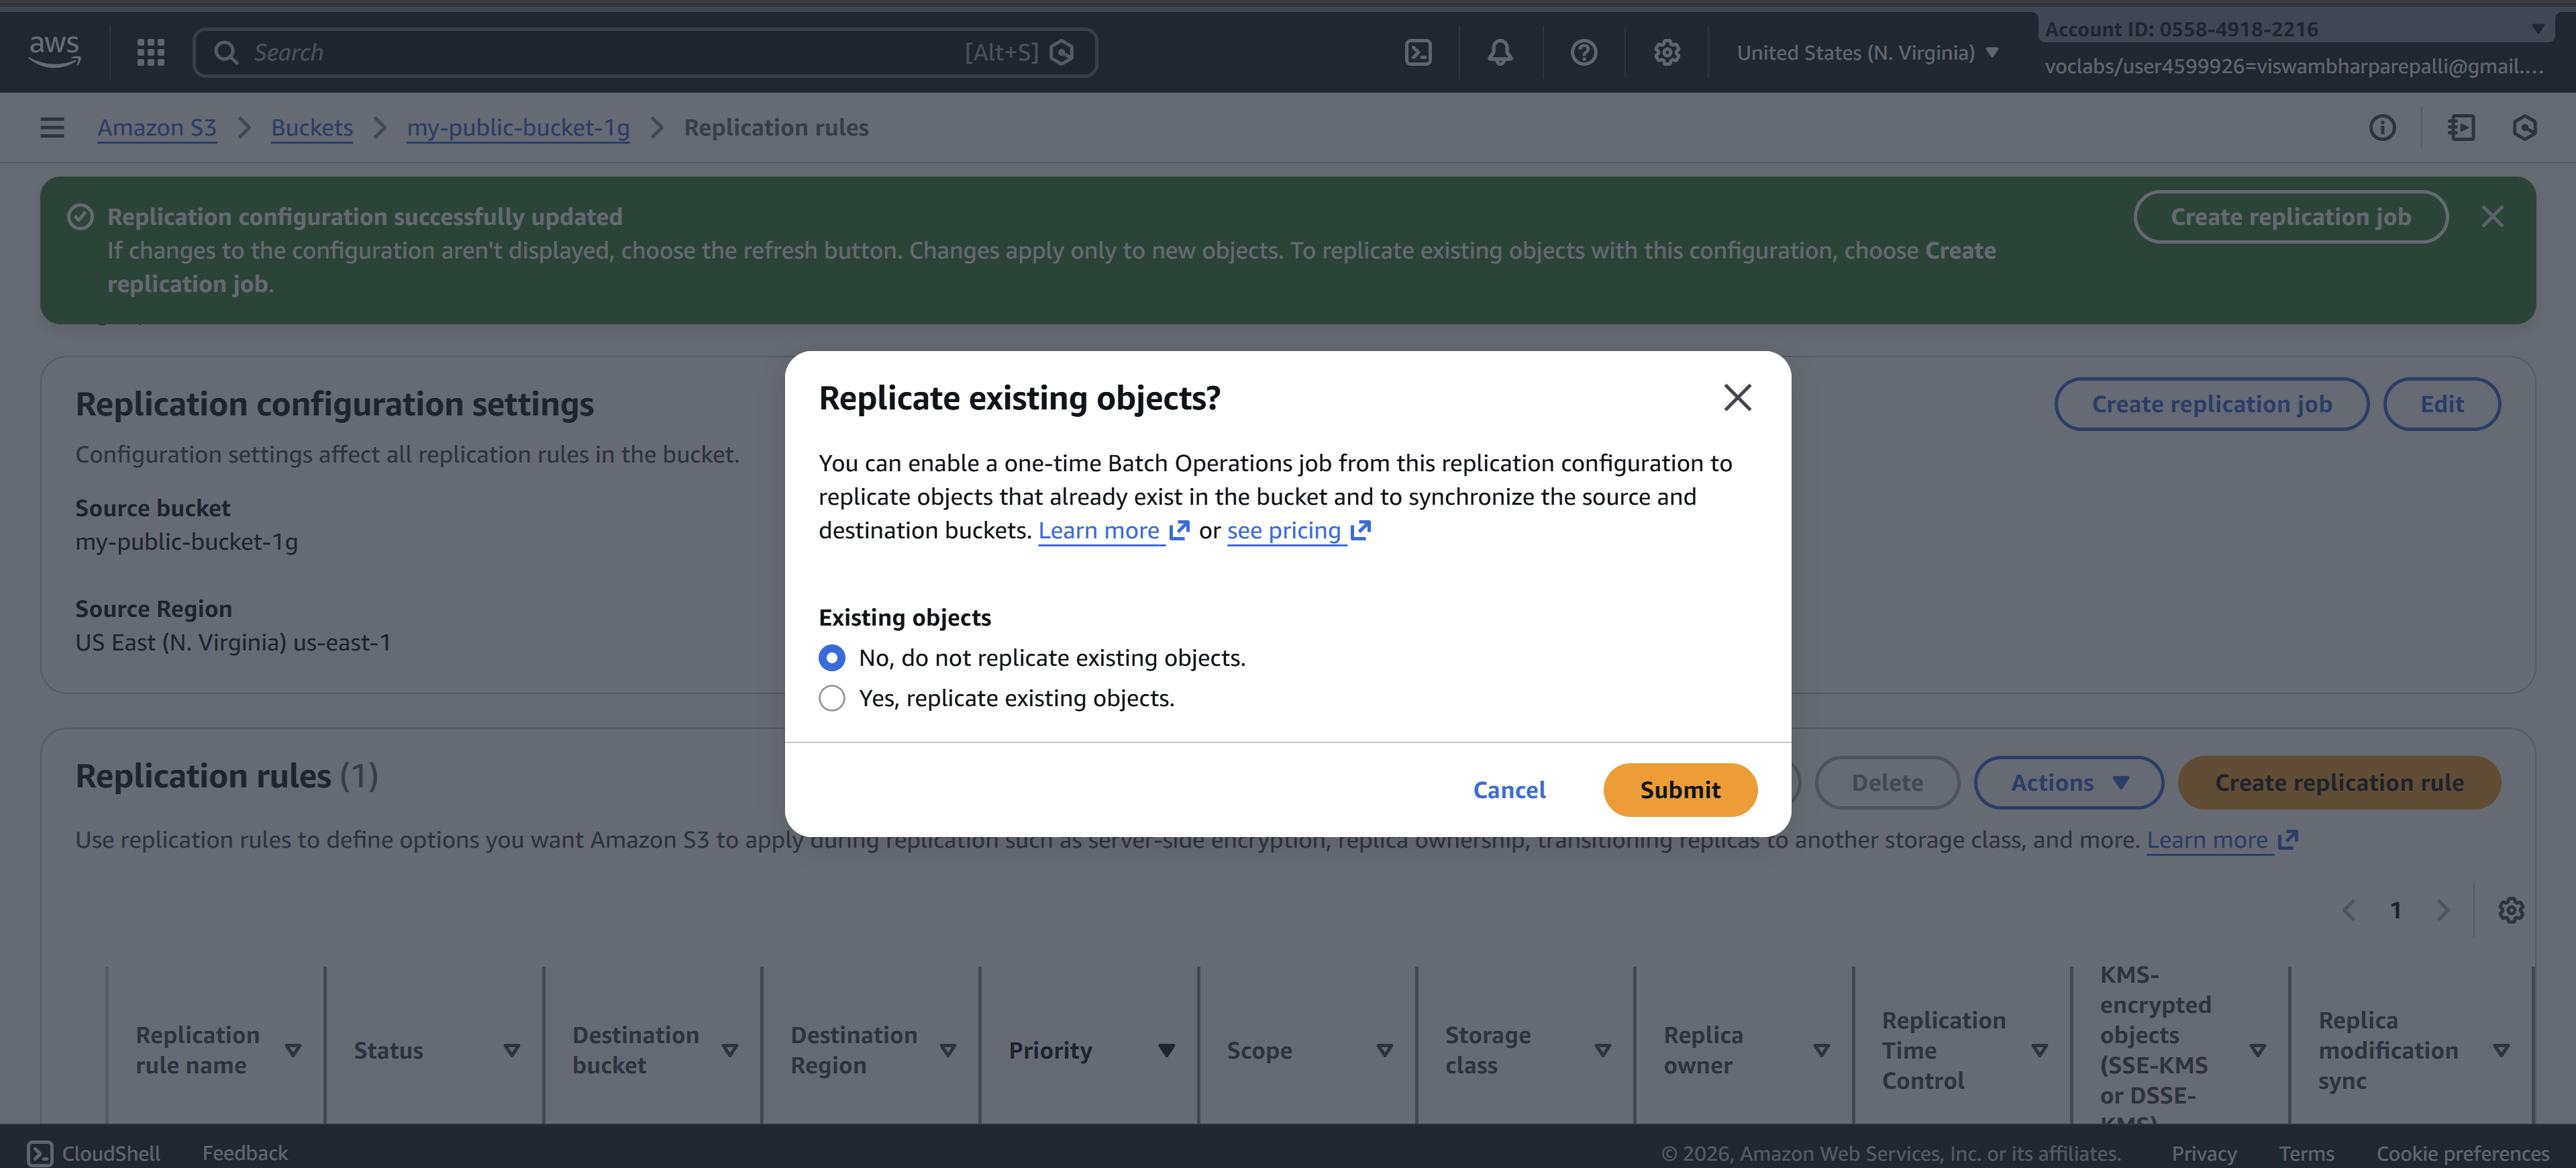 aws
Search
[Alt+S]
United States (N. Virginia)
Account ID: 0558-4918-2216
voclabs/user4599926=viswambharparepalli@gmail....
Amazon S3
Buckets
my-public-bucket-1g
Replication rules
Replication configuration successfully updated
If changes to the configuration aren't displayed, choose the refresh button. Changes apply only to new objects. To replicate existing objects with this configuration, choose Create
replication job.
Create replication job
Replication configuration settings
Configuration settings affect all replication rules in the bucket.
Create replication job
Edit
Source bucket
my-public-bucket-1g
Source Region
US East (N. Virginia) us-east-1
Replicate existing objects?
You can enable a one-time Batch Operations job from this replication configuration to
replicate objects that already exist in the bucket and to synchronize the source and
destination buckets. Learn more or see pricing
Existing objects
No, do not replicate existing objects.
Yes, replicate existing objects.
Cancel
Submit
Replication rules (1)
Delete
Actions
Create replication rule
Use replication rules to define options you want Amazon S3 to apply during replication such as server-side encryption, replica ownership, transitioning replicas to another storage class, and more. Learn more
1
Replication
rule name
Status
Destination
bucket
Destination
Region
Priority
Scope
Storage
class
Replica
owner
Replication
Time
Control
KMS-
encrypted
objects
(SSE-KMS
or DSSE-
KMS)
Replica
modification
sync
CloudShell
Feedback
© 2026, Amazon Web Services, Inc. or its affiliates.
Privacy
Terms
Cookie preferences